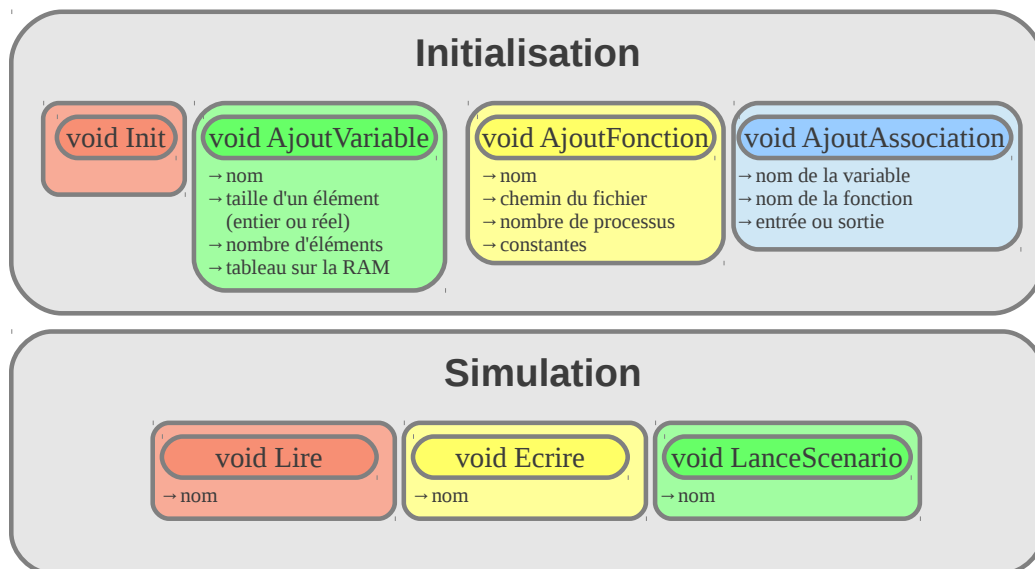 Initialisation
void Init
void AjoutVariable
→nom
→taille d'un élément
(entier ou réel)
→nombre d'éléments
→tableau sur la RAM
void AjoutFonction
→nom
→chemin du fichier
→nombre de processus
→constantes
void AjoutAssociation
→nom de la variable
→nom de la fonction
→entrée ou sortie
Simulation
void Lire
→nom
void Ecrire
→nom
void LanceScenario
→nom